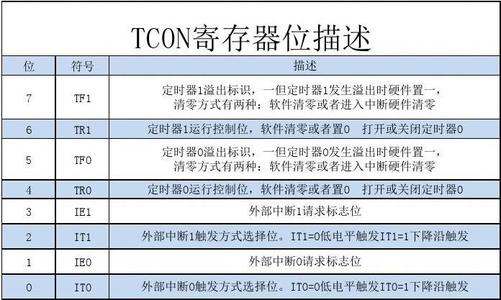 TCON寄存器位描述
位 符号 描述
7 TF1 定时器1溢出标识，一但定时器1发生溢出时硬件置一，
清零方式有两种：软件清零或者进入中断硬件清零
6 TR1 定时器1运行控制位，软件清零或者置0 打开或关闭定时器0
5 TF0 定时器0溢出标识，一但定时器0发生溢出时硬件置一，
清零方式有两种：软件清零或者进入中断硬件清零
4 TR0 定时器0运行控制位，软件清零或者置0 打开或关闭定时器0
3 IE1 外部中断1请求标志位
2 IT1 外部中断1触发方式选择位。IT1=0低电平触发IT1=1下降沿触发
1 IE0 外部中断0请求标志位
0 IT0 外部中断0触发方式选择位。IT0=0低电平触发IT0=1下降沿触发